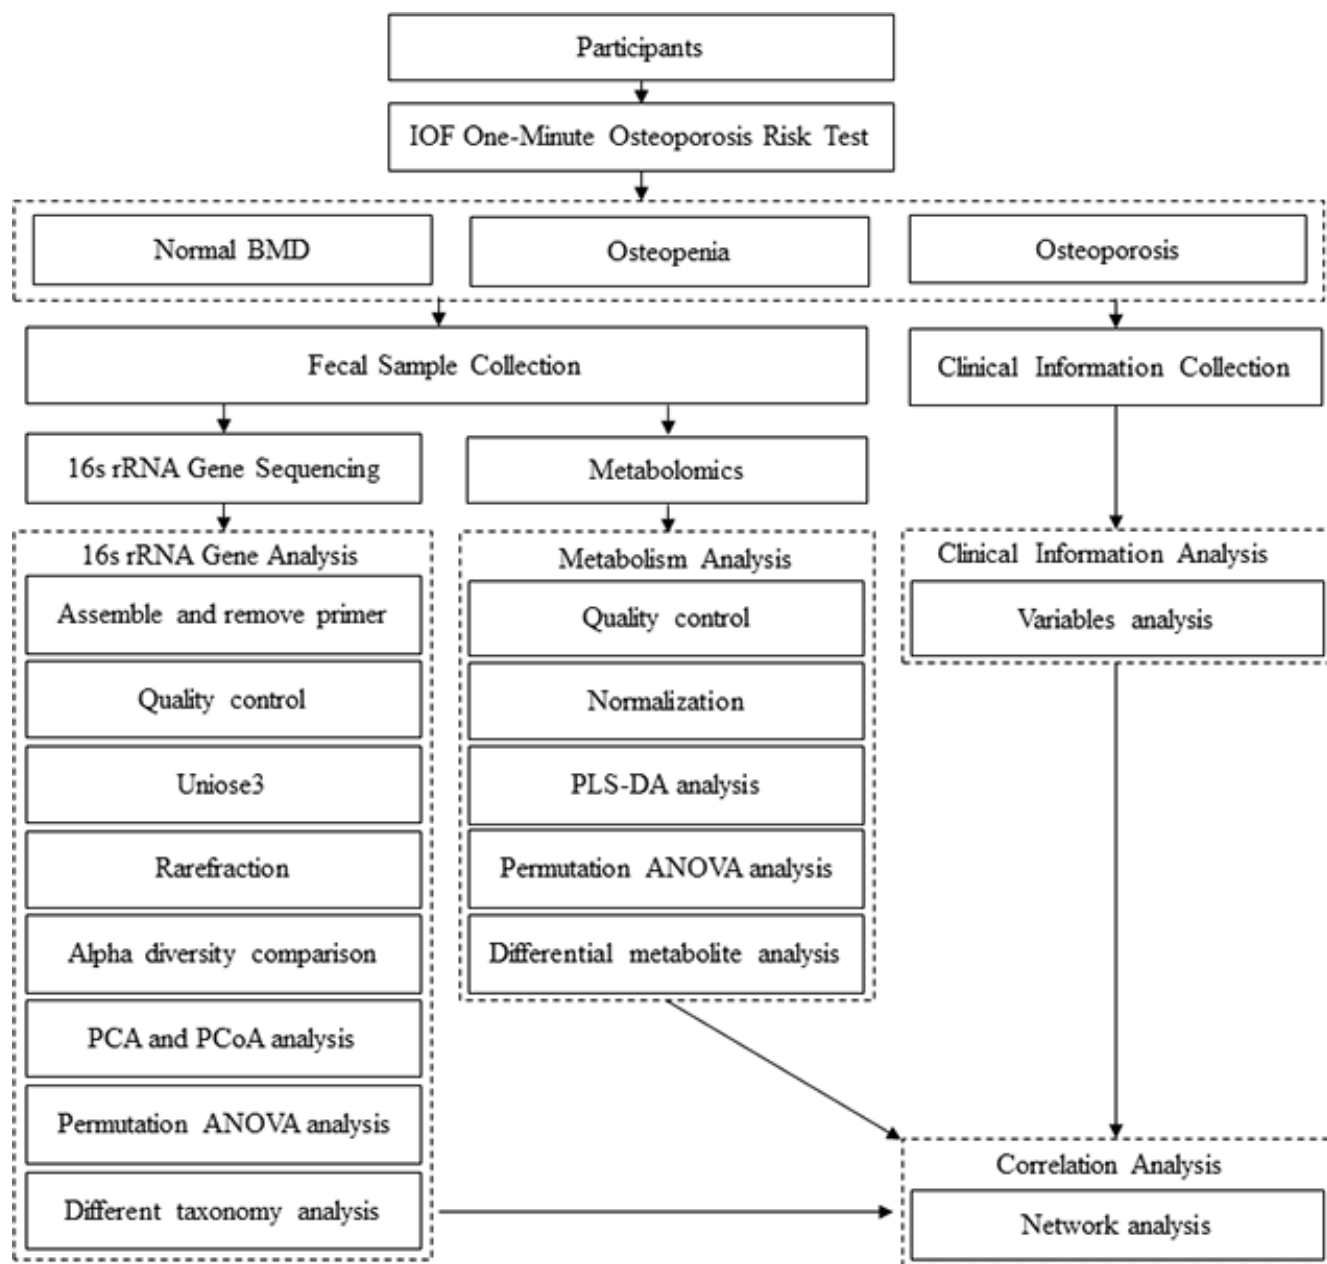 Participants
IOF One-Minute Osteoporosis Risk Test
Normal BMD
Osteopenia
Osteoporosis
Fecal Sample Collection
Clinical Information Collection
16s rRNA Gene Sequencing
Metabolomics
16s rRNA Gene Analysis
Assemble and remove primer
Quality control
Uniose3
Rarefraction
Alpha diversity comparison
PCA and PCoA analysis
Permutation ANOVA analysis
Different taxonomy analysis
Metabolism Analysis
Quality control
Normalization
PLS-DA analysis
Permutation ANOVA analysis
Differential metabolite analysis
Clinical Information Analysis
Variables analysis
Correlation Analysis
Network analysis